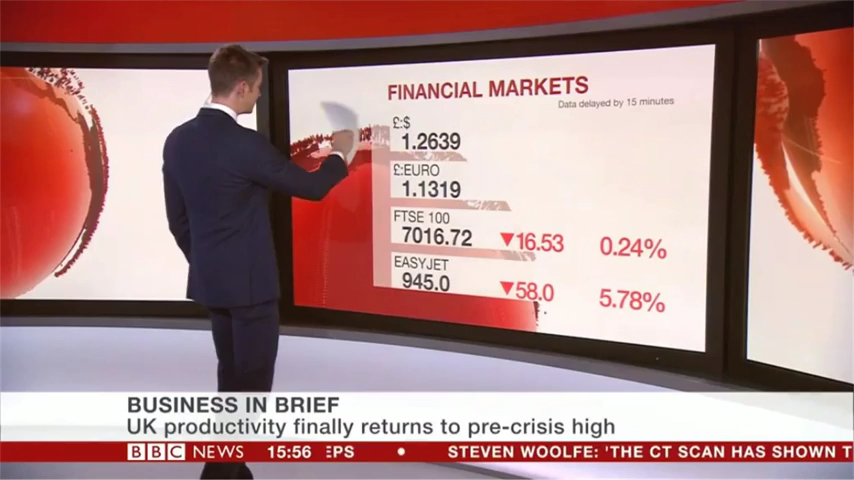 FINANCIAL MARKETS
Data delayed by 15 minutes
£:$
1.2639
£:EURO
1.1319
FTSE 100
7016.72 ▼16.53 0.24%
EASYJET
945.0 ▼58.0 5.78%
BUSINESS IN BRIEF
UK productivity finally returns to pre-crisis high
BBC NEWS 15:56 EPS • STEVEN WOOLFE: 'THE CT SCAN HAS SHOWN T